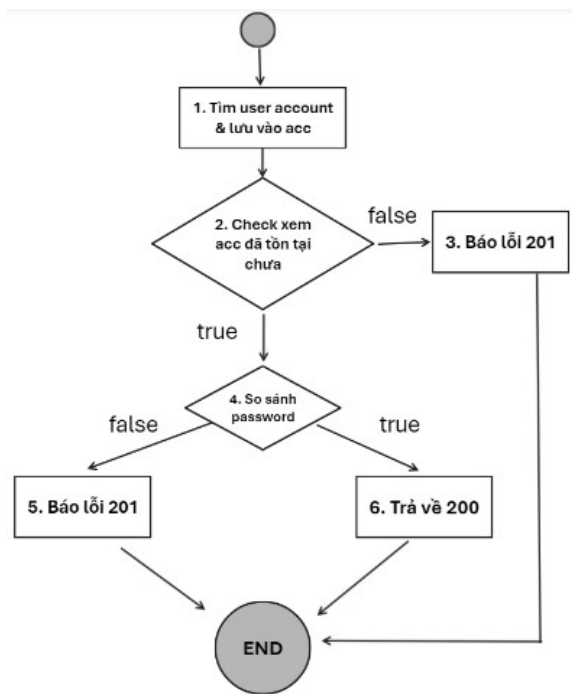 1. Tìm user account
& lưu vào acc
2. Check xem
acc đã tồn tại
chưa
false
3. Báo lỗi 201
true
4. So sánh
password
false
true
5. Báo lỗi 201
6. Trả về 200
END